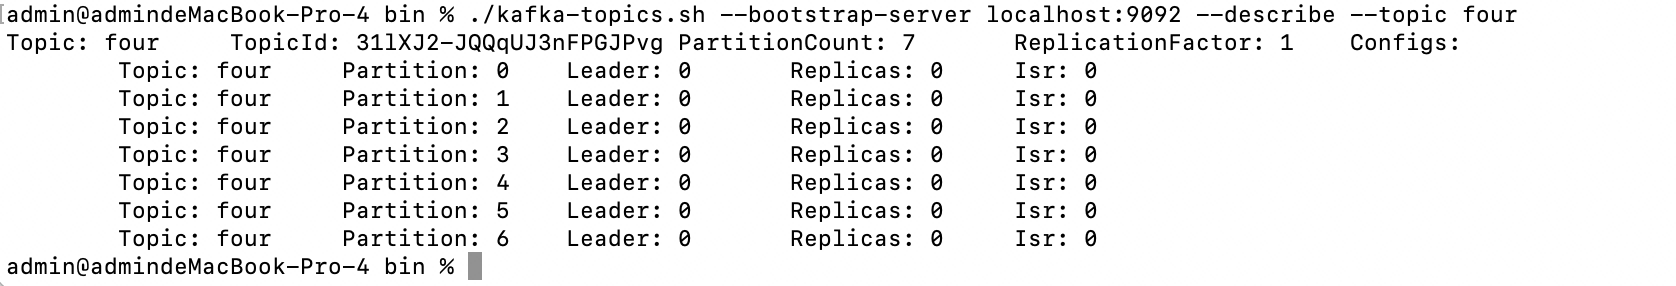 [admin@admindeMacBook-Pro-4 bin % ./kafka-topics.sh --bootstrap-server localhost:9092 --describe --topic four
Topic: four	TopicId: 31lXJ2-JQQqUJ3nFPGJPvg	PartitionCount: 7	ReplicationFactor: 1	Configs:
	Topic: four	Partition: 0	Leader: 0	Replicas: 0	Isr: 0
	Topic: four	Partition: 1	Leader: 0	Replicas: 0	Isr: 0
	Topic: four	Partition: 2	Leader: 0	Replicas: 0	Isr: 0
	Topic: four	Partition: 3	Leader: 0	Replicas: 0	Isr: 0
	Topic: four	Partition: 4	Leader: 0	Replicas: 0	Isr: 0
	Topic: four	Partition: 5	Leader: 0	Replicas: 0	Isr: 0
	Topic: four	Partition: 6	Leader: 0	Replicas: 0	Isr: 0
admin@admindeMacBook-Pro-4 bin %